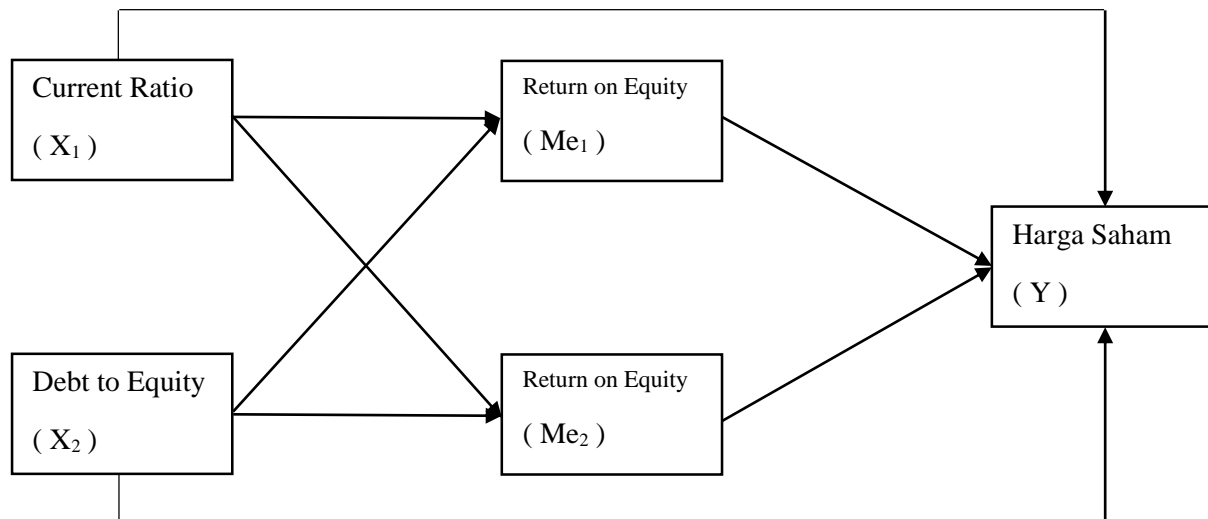 Current Ratio
( X₁ )
Return on Equity
( Me₁ )
Harga Saham
( Y )
Debt to Equity
( X₂ )
Return on Equity
( Me₂ )